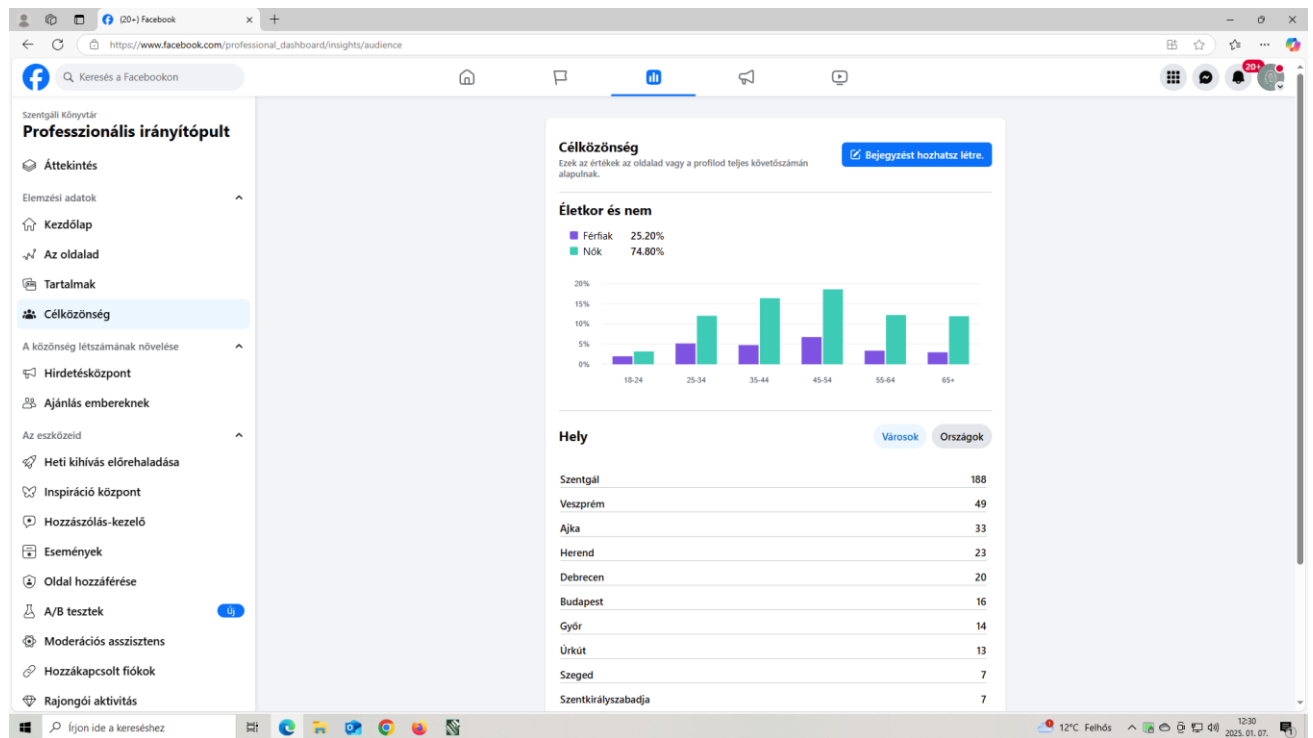 (20+) Facebook
https://www.facebook.com/professional_dashboard/insights/audience
Keresés a Facebookon
20+
Szentgáli Könyvtár
Professzionális irányítópult
Áttekintés
Elemzési adatok
Kezdőlap
Az oldalad
Tartalmak
Célközönség
A közönség létszámának növelése
Hirdetésközpont
Ajánlás embereknek
Az eszközeid
Heti kihívás előrehaladása
Inspiráció központ
Hozzászólás-kezelő
Események
Oldal hozzáférése
A/B tesztek
Új
Moderációs asszisztens
Hozzákapcsolt fiókok
Rajongói aktivitás
Célközönség
Ezek az értékek az oldalad vagy a profilod teljes követőszámán
alapulnak.
Bejegyzést hozhatsz létre.
Életkor és nem
Férfiak 25.20%
Nők 74.80%
20%
15%
10%
5%
0%
18-24 25-34 35-44 45-54 55-64 65+
Hely
Városok Országok
Szentgál 188
Veszprém 49
Ajka 33
Herend 23
Debrecen 20
Budapest 16
Győr 14
Úrkút 13
Szeged 7
Szentkirályszabadja 7
Írjon ide a kereséshez
12°C Felhős
12:30
2025. 01. 07.